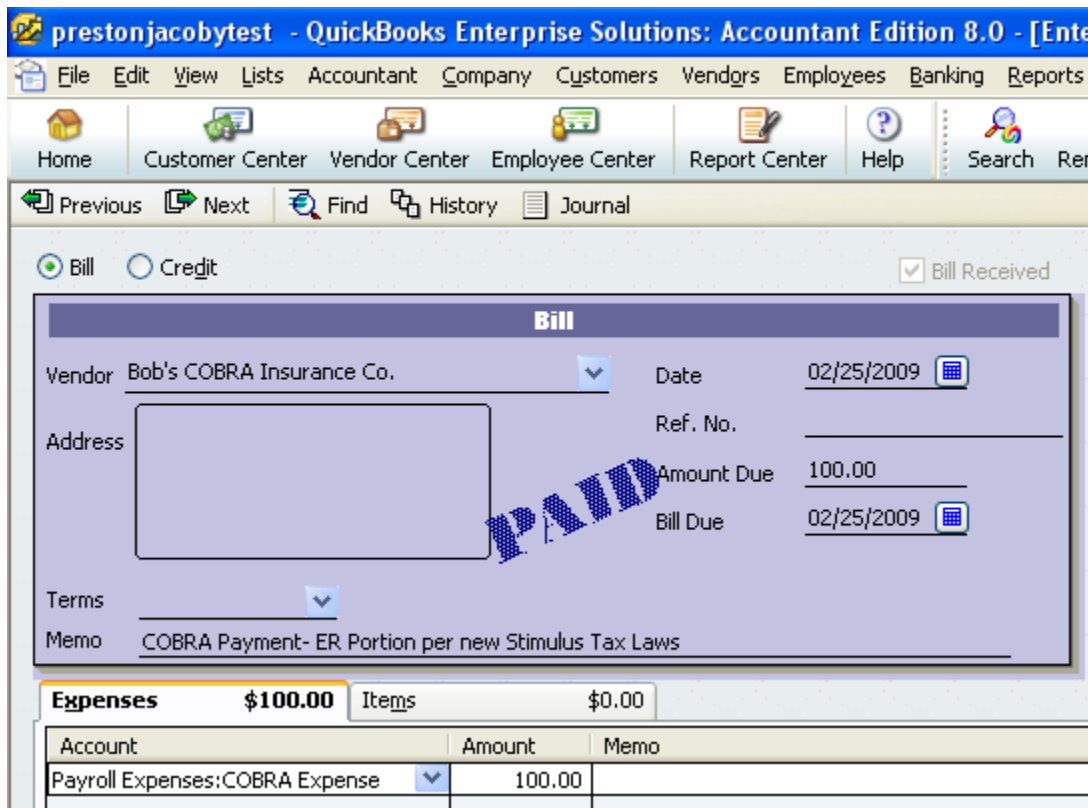 prestonjacobytest - QuickBooks Enterprise Solutions: Accountant Edition 8.0 - [Ente
File Edit View Lists Accountant Company Customers Vendors Employees Banking Reports
Home Customer Center Vendor Center Employee Center Report Center Help Search Rer
Previous Next Find History Journal
Bill Credit Bill Received
Bill
Vendor Bob's COBRA Insurance Co. Date 02/25/2009
Address Ref. No.
PAID Amount Due 100.00
Bill Due 02/25/2009
Terms
Memo COBRA Payment- ER Portion per new Stimulus Tax Laws
Expenses $100.00 Items $0.00
Account Amount Memo
Payroll Expenses:COBRA Expense 100.00